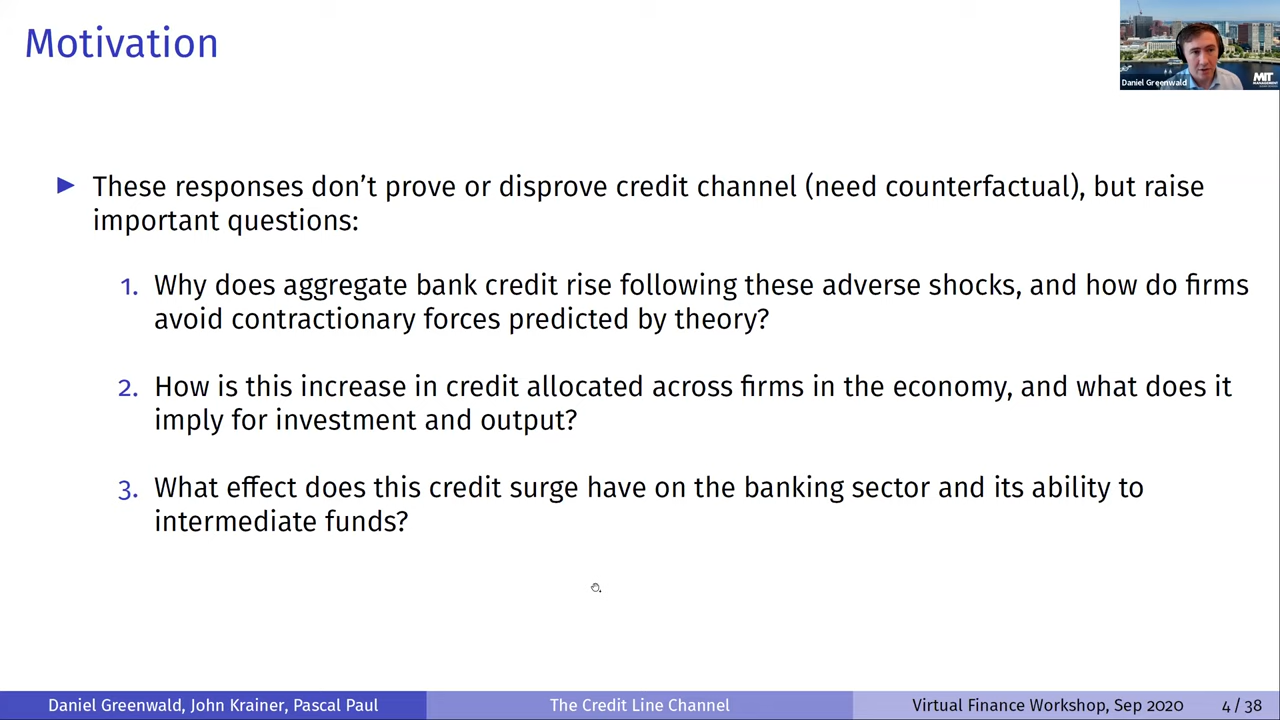 Motivation
Daniel Greenwald
MIT
MANAGEMENT
▶ These responses don't prove or disprove credit channel (need counterfactual), but raise
important questions:
1. Why does aggregate bank credit rise following these adverse shocks, and how do firms
avoid contractionary forces predicted by theory?
2. How is this increase in credit allocated across firms in the economy, and what does it
imply for investment and output?
3. What effect does this credit surge have on the banking sector and its ability to
intermediate funds?
Daniel Greenwald, John Krainer, Pascal Paul
The Credit Line Channel
Virtual Finance Workshop, Sep 2020
4 / 38